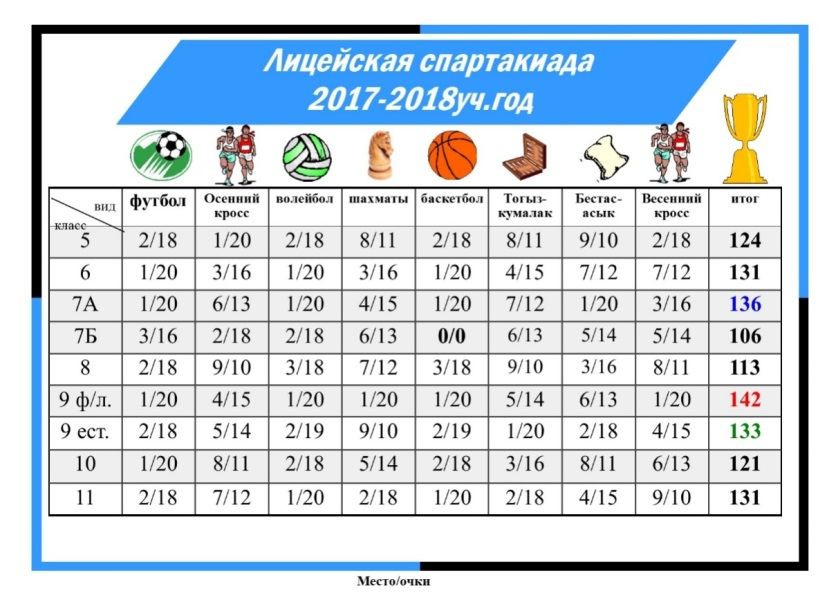 Лицейская спартакиада
2017-2018уч.год
вид
класс
футбол Осенний кросс волейбол шахматы баскетбол Тогыз-кумалак Бестас-асык Весенний кросс итог
5 2/18 1/20 2/18 8/11 2/18 8/11 9/10 2/18 124
6 1/20 3/16 1/20 3/16 1/20 4/15 7/12 7/12 131
7А 1/20 6/13 1/20 4/15 1/20 7/12 1/20 3/16 136
7Б 3/16 2/18 2/18 6/13 0/0 6/13 5/14 5/14 106
8 2/18 9/10 3/18 7/12 3/18 9/10 3/16 8/11 113
9 ф/л. 1/20 4/15 1/20 1/20 1/20 5/14 6/13 1/20 142
9 ест. 2/18 5/14 2/19 9/10 2/19 1/20 2/18 4/15 133
10 1/20 8/11 2/18 5/14 2/18 3/16 8/11 6/13 121
11 2/18 7/12 1/20 2/18 1/20 2/18 4/15 9/10 131
Место/очки